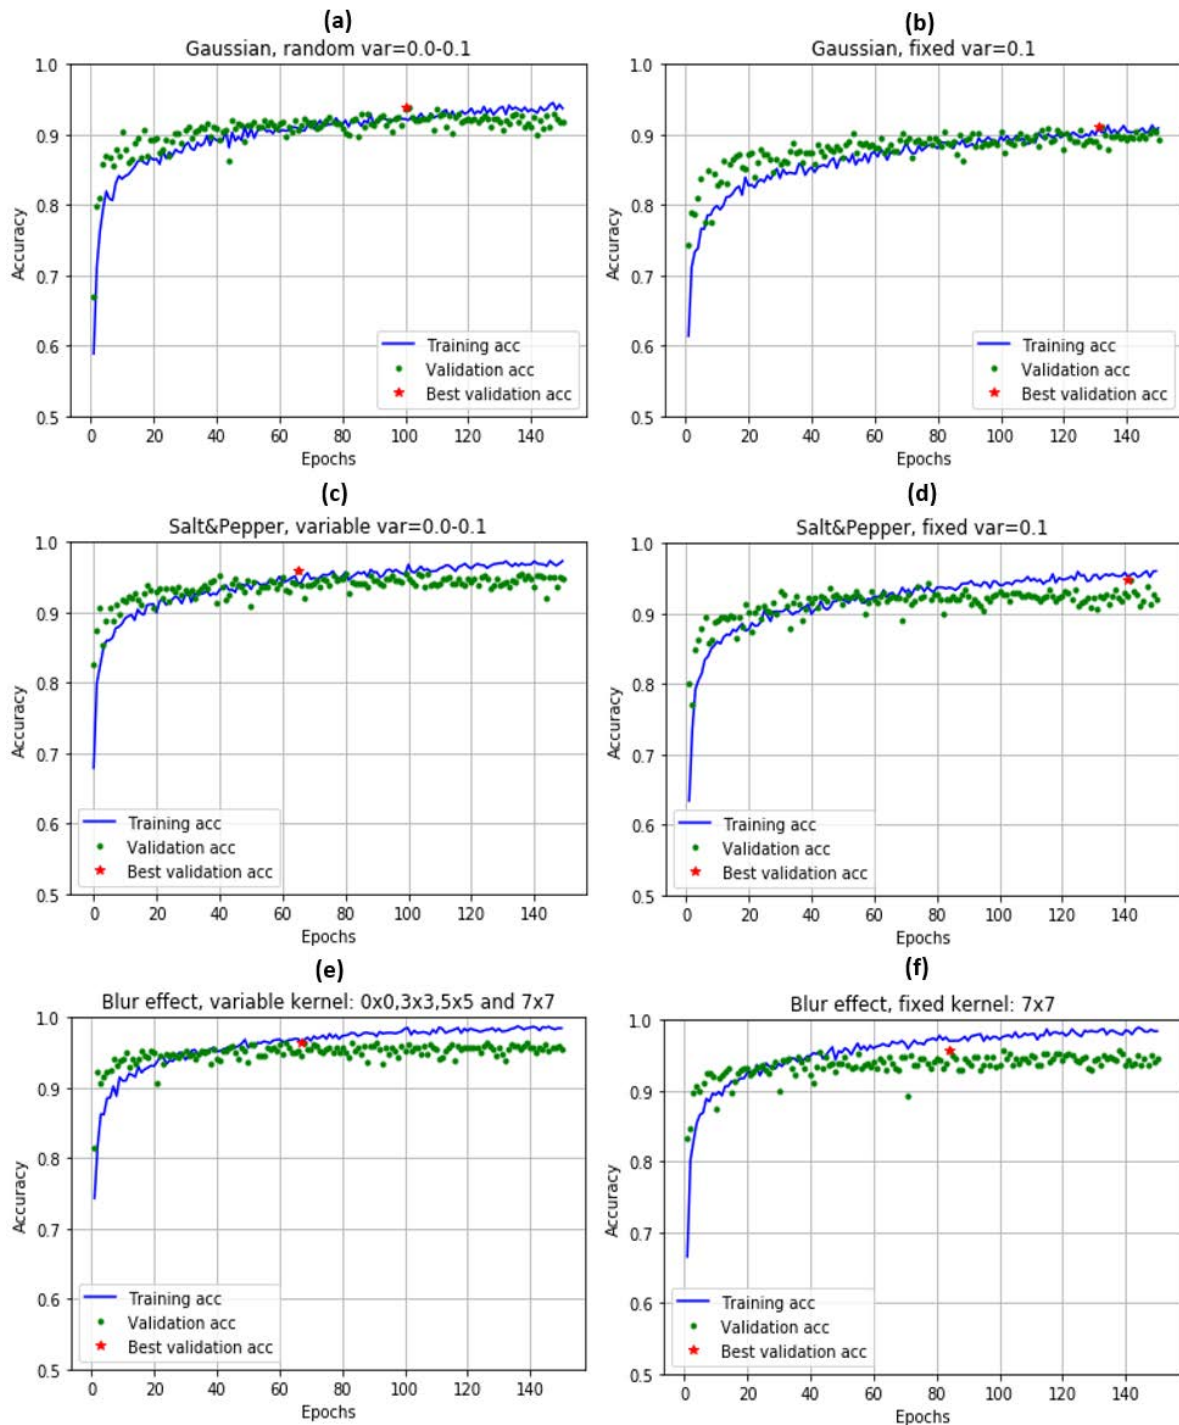 (a)
Gaussian, random var=0.0-0.1
1.0
0.9
0.8
0.7
0.6
0.5
Accuracy
Training acc
Validation acc
Best validation acc
0 20 40 60 80 100 120 140
Epochs
(b)
Gaussian, fixed var=0.1
1.0
0.9
0.8
0.7
0.6
0.5
Accuracy
Training acc
Validation acc
Best validation acc
0 20 40 60 80 100 120 140
Epochs
(c)
Salt&Pepper, variable var=0.0-0.1
1.0
0.9
0.8
0.7
0.6
0.5
Accuracy
Training acc
Validation acc
Best validation acc
0 20 40 60 80 100 120 140
Epochs
(d)
Salt&Pepper, fixed var=0.1
1.0
0.9
0.8
0.7
0.6
0.5
Accuracy
Training acc
Validation acc
Best validation acc
0 20 40 60 80 100 120 140
Epochs
(e)
Blur effect, variable kernel: 0x0,3x3,5x5 and 7x7
1.0
0.9
0.8
0.7
0.6
0.5
Accuracy
Training acc
Validation acc
Best validation acc
0 20 40 60 80 100 120 140
Epochs
(f)
Blur effect, fixed kernel: 7x7
1.0
0.9
0.8
0.7
0.6
0.5
Accuracy
Training acc
Validation acc
Best validation acc
0 20 40 60 80 100 120 140
Epochs